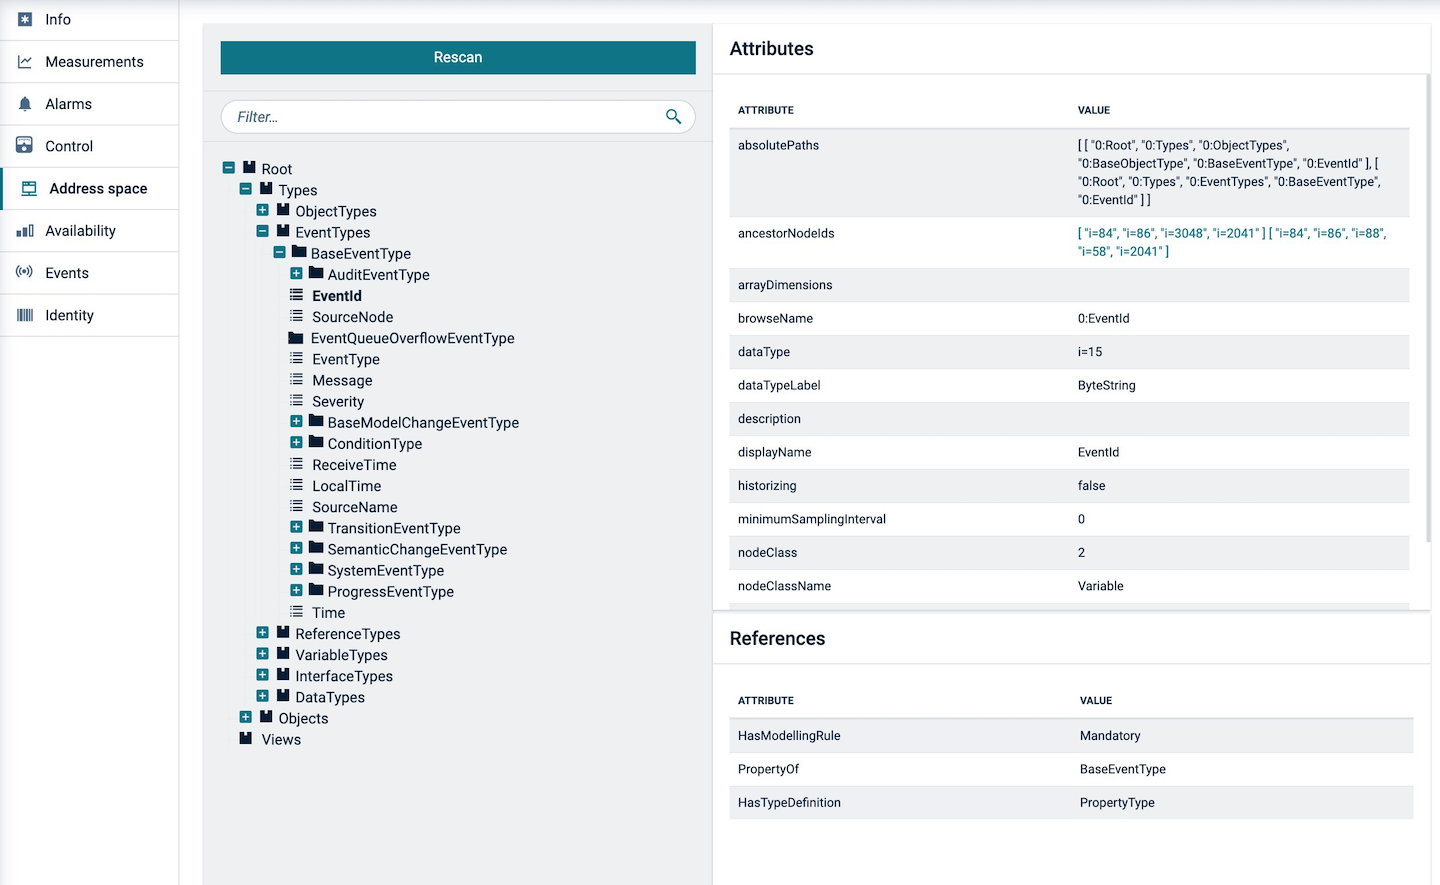 Info
Measurements
Alarms
Control
Address space
Availability
Events
Identity
Rescan
Filter...
Root
Types
ObjectTypes
EventTypes
BaseEventType
AuditEventType
EventId
SourceNode
EventQueueOverflowEventType
EventType
Message
Severity
BaseModelChangeEventType
ConditionType
ReceiveTime
LocalTime
SourceName
TransitionEventType
SemanticChangeEventType
SystemEventType
ProgressEventType
Time
ReferenceTypes
VariableTypes
InterfaceTypes
DataTypes
Objects
Views
Attributes
ATTRIBUTE VALUE
absolutePaths [ [ "0:Root", "0:Types", "0:ObjectTypes",
"0:BaseObjectType", "0:BaseEventType", "0:EventId" ], [
"0:Root", "0:Types", "0:EventTypes", "0:BaseEventType",
"0:EventId" ] ]
ancestorNodeIds [ "i=84", "i=86", "i=3048", "i=2041" ] [ "i=84", "i=86", "i=88",
"i=58", "i=2041" ]
arrayDimensions
browseName 0:EventId
dataType i=15
dataTypeLabel ByteString
description
displayName EventId
historizing false
minimumSamplingInterval 0
nodeClass 2
nodeClassName Variable
References
ATTRIBUTE VALUE
HasModellingRule Mandatory
PropertyOf BaseEventType
HasTypeDefinition PropertyType